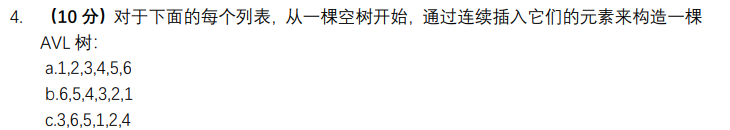 4. （10 分）对于下面的每个列表，从一棵空树开始，通过连续插入它们的元素来构造一棵
AVL 树：
a.1,2,3,4,5,6
b.6,5,4,3,2,1
c.3,6,5,1,2,4